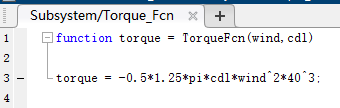 Subsystem/Torque_Fcn
1 function torque = TorqueFcn(wind,cdl)
2
3 torque = -0.5*1.25*pi*cdl*wind^2*40^3;
4